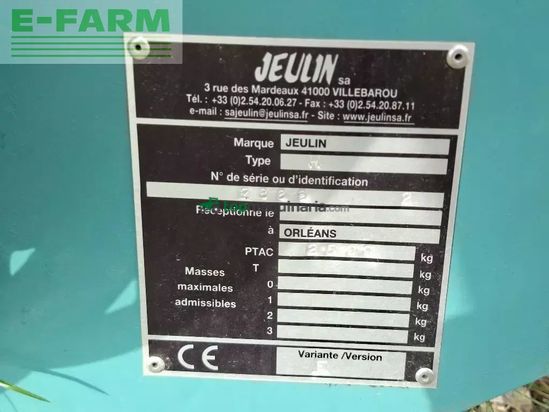 E-FARM
JEULIN sa
3 rue des Mardeaux 41000 VILLEBAROU
Tél. : +33 (0)2.54.20.06.27 - Fax : +33 (0)2.54.20.87.11
e-mail : sajeulin@jeulinsa.fr - Site : www.jeulinsa.fr
Marque JEULIN
Type
N° de série ou d'identification
Réceptionné le
à ORLÉANS
PTAC kg
T kg
Masses 0 kg
maximales 1 kg
admissibles 2 kg
3 kg
CE Variante /Version